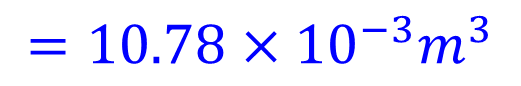 = 10.78 × 10⁻³m³